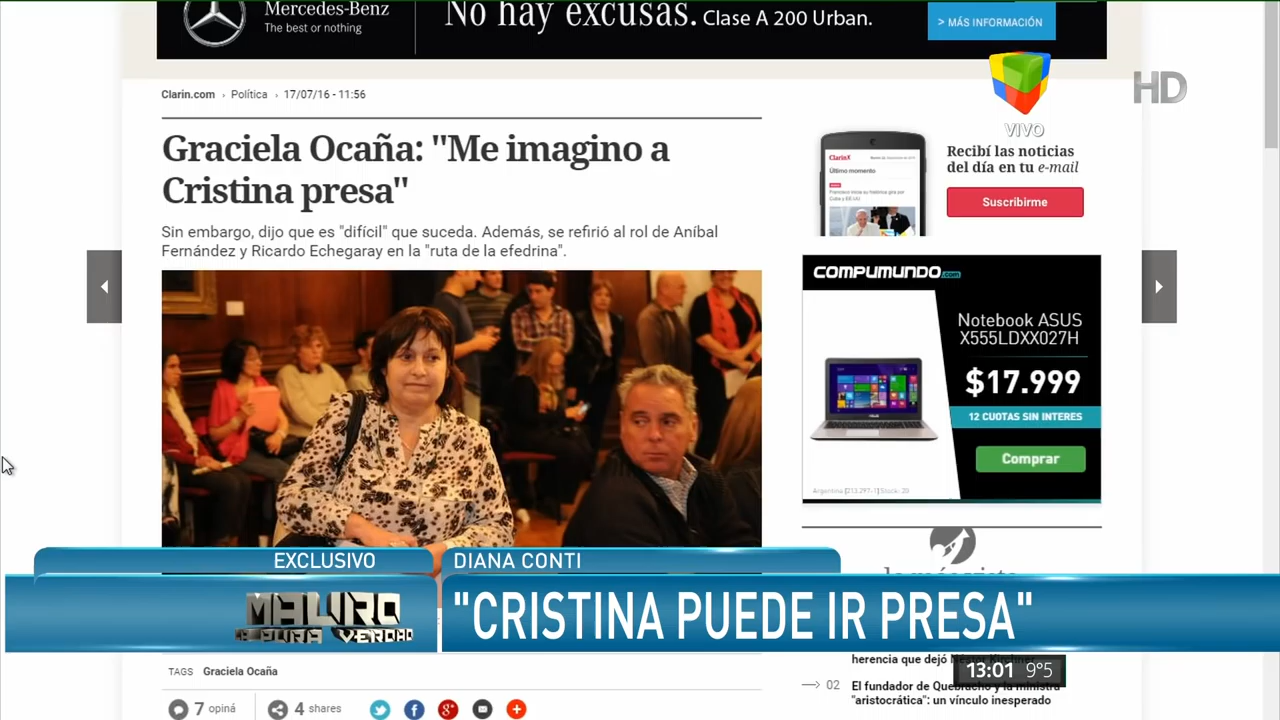 Mercedes-Benz
The best or nothing
No hay excusas. Clase A 200 Urban.
> MÁS INFORMACIÓN
HD
VIVO
Clarin.com › Política › 17/07/16 - 11:56
Graciela Ocaña: "Me imagino a
Cristina presa"
Sin embargo, dijo que es "difícil" que suceda. Además, se refirió al rol de Aníbal
Fernández y Ricardo Echegaray en la "ruta de la efedrina".
Clarín
Último momento
Recibí las noticias
del día en tu e-mail
Suscribirme
COMPUMUNDO.com
Notebook ASUS
X555LDXX027H
$17.999
12 CUOTAS SIN INTERES
Comprar
EXCLUSIVO
DIANA CONTI
MAURO
LA PURA VERDAD
"CRISTINA PUEDE IR PRESA"
TAGS Graciela Ocaña
7 opiná
4 shares
herencia que dejó Néstor Kirchner
13:01 9°5
02 El fundador de Quebracho y la ministra
"aristocrática": un vínculo inesperado